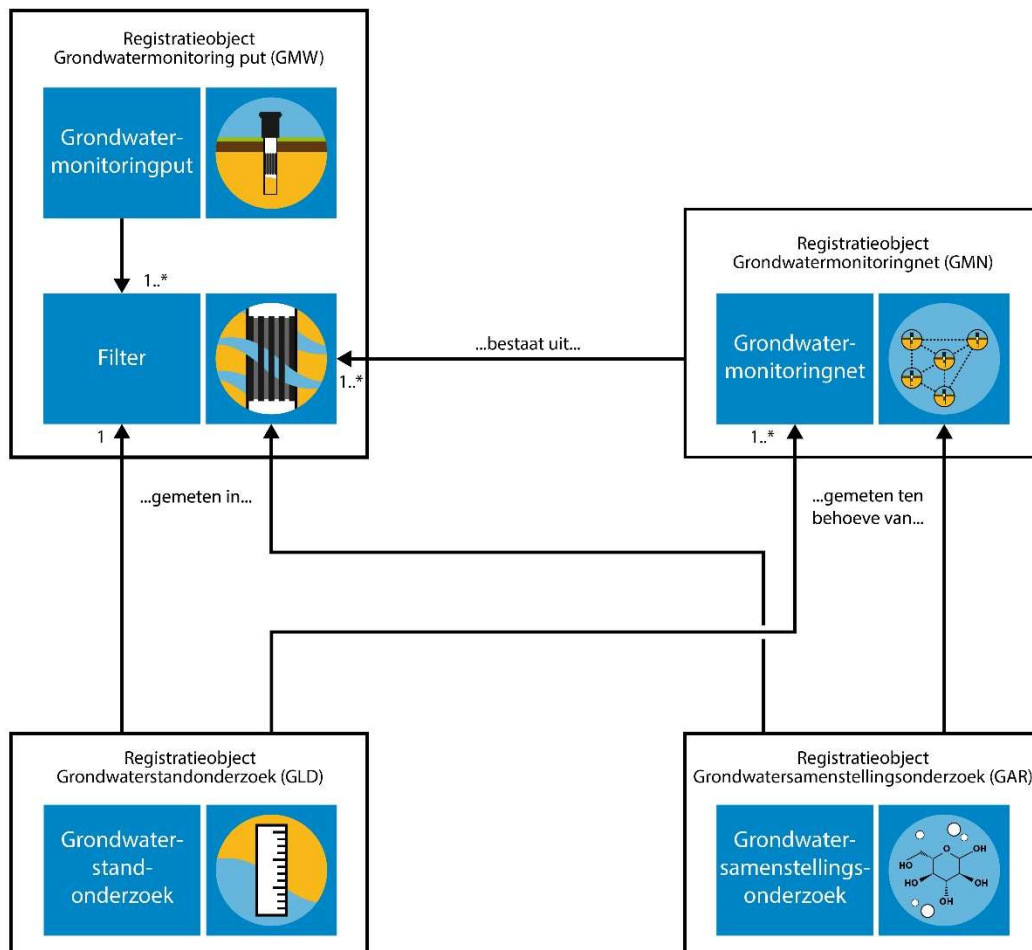 Registratieobject
Grondwatermonitoring put (GMW)
Grondwater-
monitoringput
1..*
Filter
1..*
1
...bestaat uit...
Registratieobject
Grondwatermonitoringnet (GMN)
Grondwater-
monitoringnet
1..*
...gemeten in...
...gemeten ten
behoeve van...
Registratieobject
Grondwaterstandonderzoek (GLD)
Grondwater-
stand-
onderzoek
Registratieobject
Grondwatersamenstellingsonderzoek (GAR)
Grondwater-
samenstellings-
onderzoek
OH
O
OH
HO
HO
OH
OH